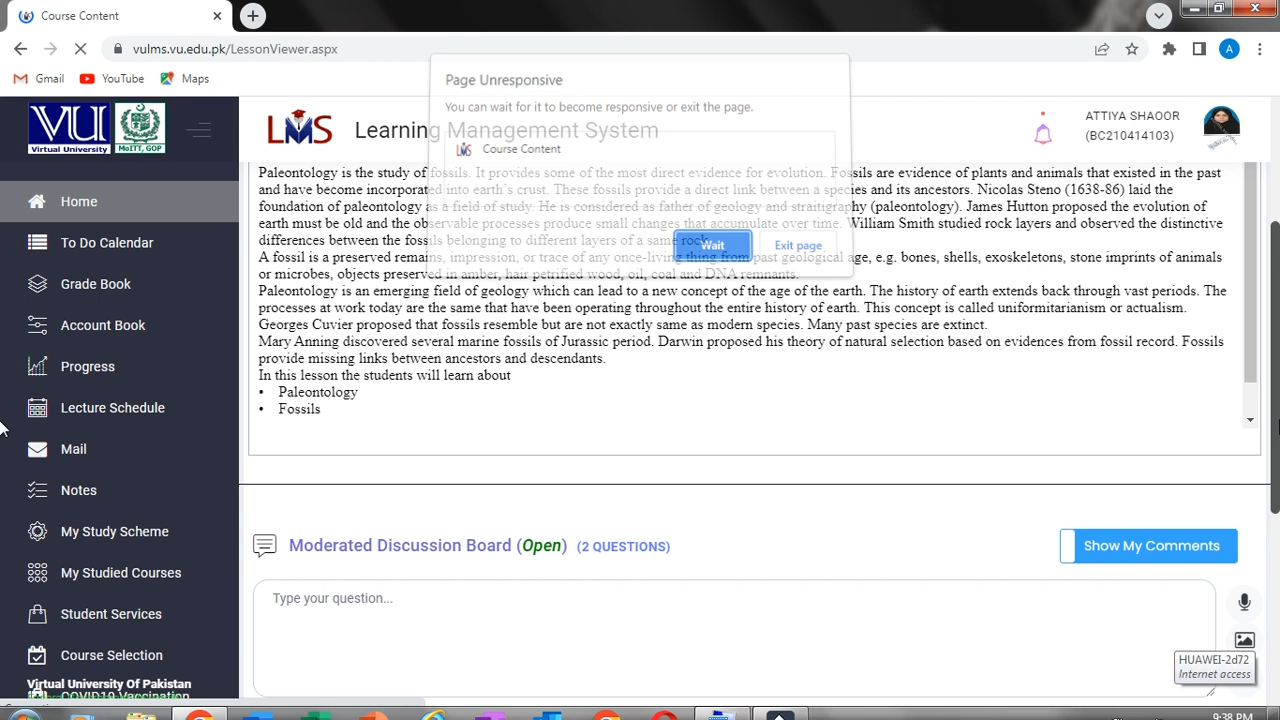 Course Content
vulms.vu.edu.pk/LessonViewer.aspx
A
Gmail
YouTube
Maps
Page Unresponsive
You can wait for it to become responsive or exit the page.
Course Content
Wait
Exit page
VU
Virtual University
MoITT, GOP
LMS
Learning Management System
ATTIYA SHAOOR
(BC210414103)
Home
To Do Calendar
Grade Book
Account Book
Progress
Lecture Schedule
Mail
Notes
My Study Scheme
My Studied Courses
Student Services
Course Selection
Virtual University Of Pakistan
COVID19 Vaccination
Paleontology is the study of fossils. It provides some of the most direct evidence for evolution. Fossils are evidence of plants and animals that existed in the past
and have become incorporated into earth's crust. These fossils provide a direct link between a species and its ancestors. Nicolas Steno (1638-86) laid the
foundation of paleontology as a field of study. He is considered as father of geology and straitigraphy (paleontology). James Hutton proposed the evolution of
earth must be old and the observable processes produce small changes that accumulate over time. William Smith studied rock layers and observed the distinctive
differences between the fossils belonging to different layers of a same rock.
A fossil is a preserved remains, impression, or trace of any once-living thing from past geological age, e.g. bones, shells, exoskeletons, stone imprints of animals
or microbes, objects preserved in amber, hair petrified wood, oil, coal and DNA remnants.
Paleontology is an emerging field of geology which can lead to a new concept of the age of the earth. The history of earth extends back through vast periods. The
processes at work today are the same that have been operating throughout the entire history of earth. This concept is called uniformitarianism or actualism.
Georges Cuvier proposed that fossils resemble but are not exactly same as modern species. Many past species are extinct.
Mary Anning discovered several marine fossils of Jurassic period. Darwin proposed his theory of natural selection based on evidences from fossil record. Fossils
provide missing links between ancestors and descendants.
In this lesson the students will learn about
• Paleontology
• Fossils
Moderated Discussion Board (Open) (2 QUESTIONS)
Show My Comments
Type your question...
HUAWEI-2d72
Internet access
9:38 PM